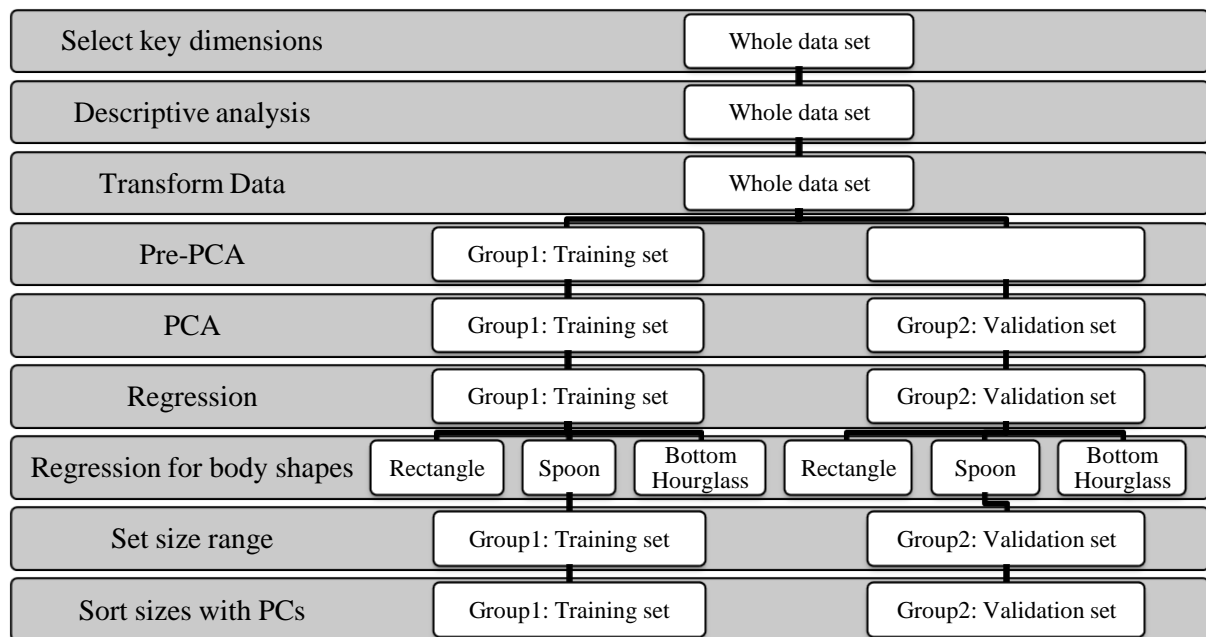 Select key dimensions
Whole data set
Descriptive analysis
Whole data set
Transform Data
Whole data set
Pre-PCA
Group1: Training set
PCA
Group1: Training set
Group2: Validation set
Regression
Group1: Training set
Group2: Validation set
Regression for body shapes
Rectangle
Spoon
Bottom
Hourglass
Rectangle
Spoon
Bottom
Hourglass
Set size range
Group1: Training set
Group2: Validation set
Sort sizes with PCs
Group1: Training set
Group2: Validation set